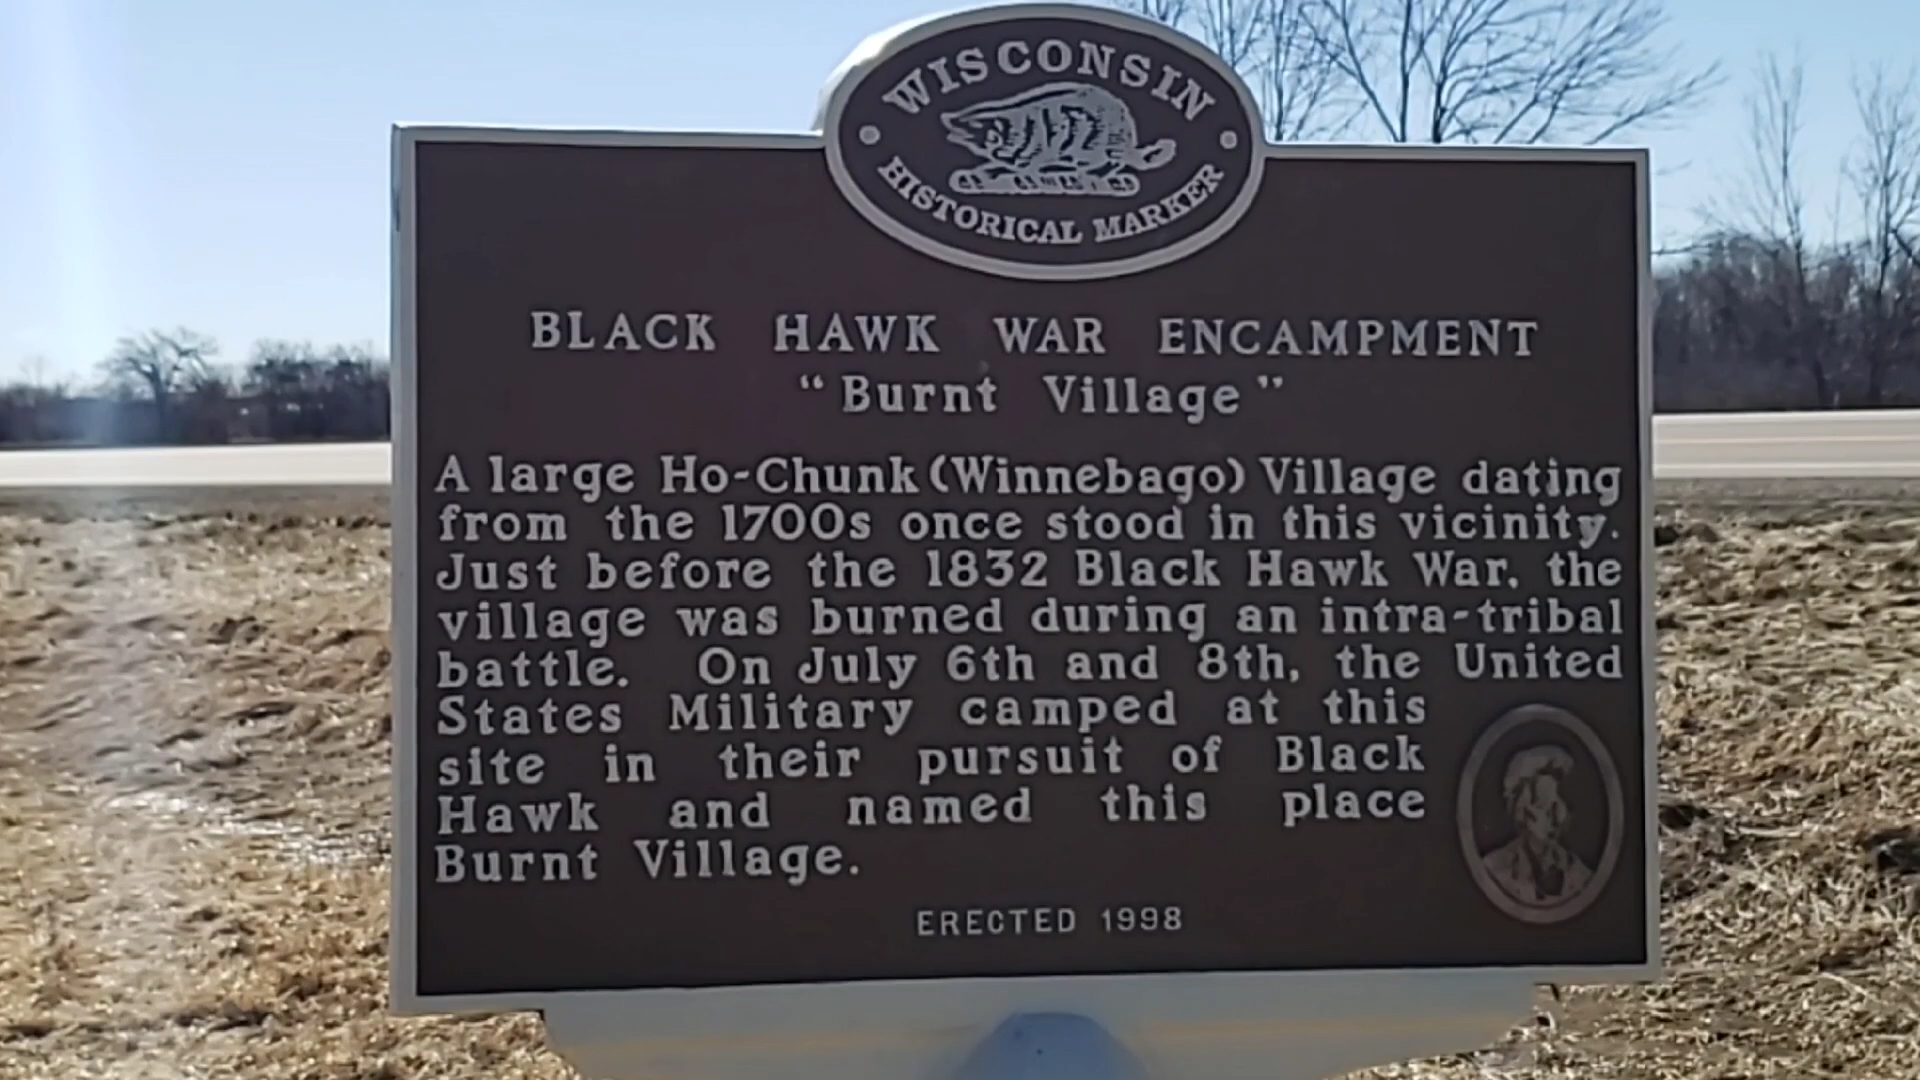 WISCONSIN
HISTORICAL MARKER
BLACK HAWK WAR ENCAMPMENT
“Burnt Village”
A large Ho-Chunk (Winnebago) Village dating
from the 1700s once stood in this vicinity.
Just before the 1832 Black Hawk War, the
village was burned during an intra-tribal
battle. On July 6th and 8th, the United
States Military camped at this
site in their pursuit of Black
Hawk and named this place
Burnt Village.
ERECTED 1998